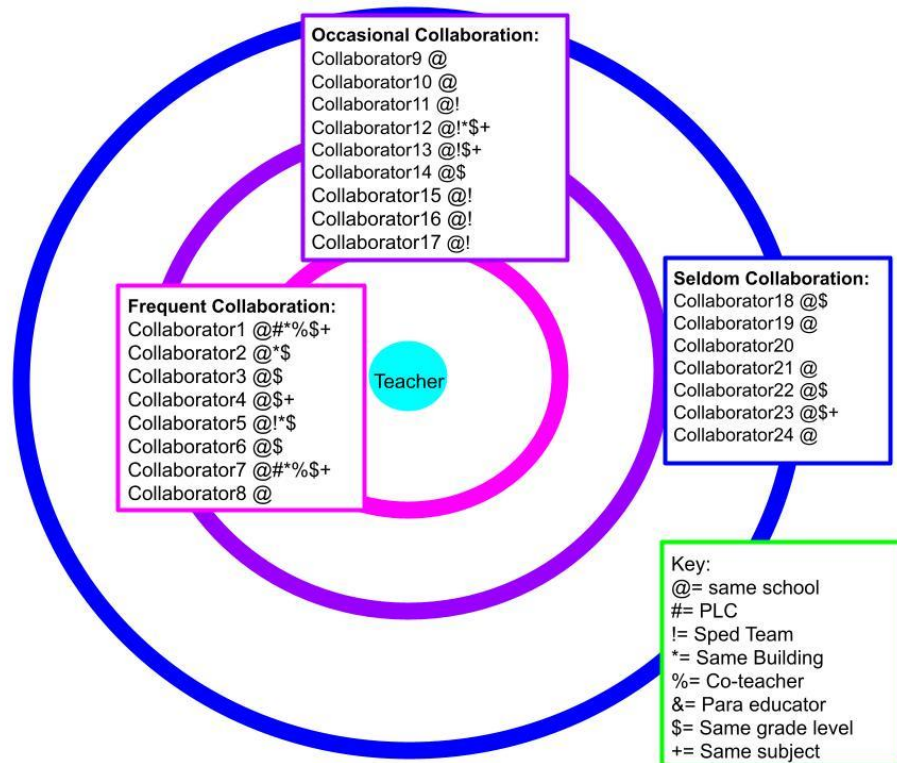 Occasional Collaboration:
Collaborator9 @
Collaborator10 @
Collaborator11 @!
Collaborator12 @!*$+
Collaborator13 @!$+
Collaborator14 @$
Collaborator15 @!
Collaborator16 @!
Collaborator17 @!
Frequent Collaboration:
Collaborator1 @#*%$+
Collaborator2 @*$
Collaborator3 @$
Collaborator4 @$+
Collaborator5 @!*$
Collaborator6 @$
Collaborator7 @#*%$+
Collaborator8 @
Teacher
Seldom Collaboration:
Collaborator18 @$
Collaborator19 @
Collaborator20
Collaborator21 @
Collaborator22 @$
Collaborator23 @$+
Collaborator24 @
Key:
@= same school
#= PLC
!= Sped Team
*= Same Building
%= Co-teacher
&= Para educator
$= Same grade level
+= Same subject